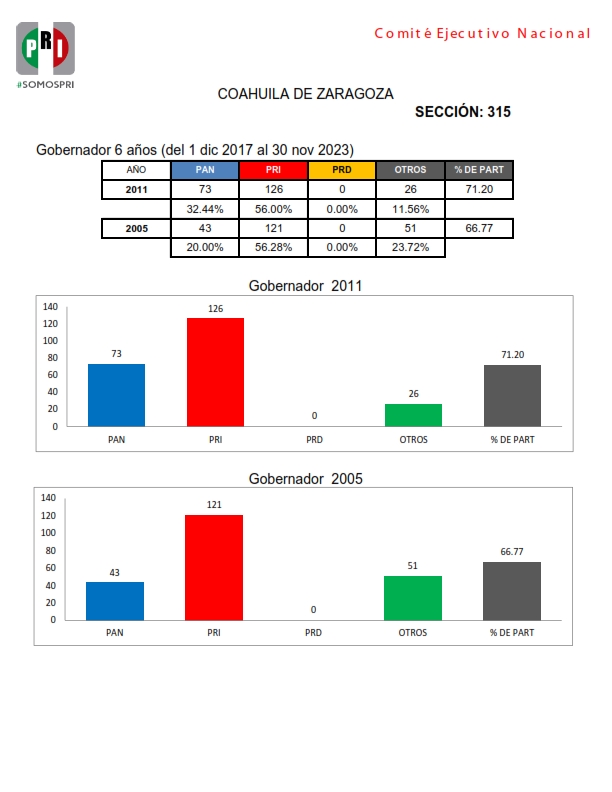 PRI
#SOMOSPRI
Comité Ejecutivo Nacional
COAHUILA DE ZARAGOZA
SECCIÓN: 315
Gobernador 6 años (del 1 dic 2017 al 30 nov 2023)
AÑO PAN PRI PRD OTROS % DE PART
2011 73 126 0 26 71.20
32.44% 56.00% 0.00% 11.56%
2005 43 121 0 51 66.77
20.00% 56.28% 0.00% 23.72%
Gobernador 2011
140
120
100
80
60
40
20
0
73 126 0 26 71.20
PAN PRI PRD OTROS % DE PART
Gobernador 2005
140
120
100
80
60
40
20
0
43 121 0 51 66.77
PAN PRI PRD OTROS % DE PART